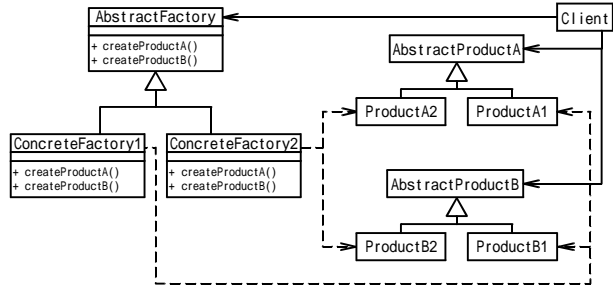 AbstractFactory
+ createProductA()
+ createProductB()
Client
AbstractProductA
ProductA2
ProductA1
ConcreteFactory1
+ createProductA()
+ createProductB()
ConcreteFactory2
+ createProductA()
+ createProductB()
AbstractProductB
ProductB2
ProductB1